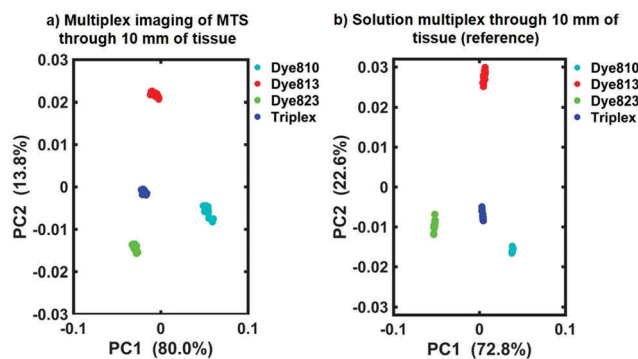 a) Multiplex imaging of MTS
through 10 mm of tissue
Dye810
Dye813
Dye823
Triplex
PC2 (13.8%)
0.03
0.02
0.01
0
-0.01
-0.02
-0.03
-0.1
0
0.1
PC1 (80.0%)
b) Solution multiplex through 10 mm of
tissue (reference)
Dye810
Dye813
Dye823
Triplex
PC2 (22.6%)
0.03
0.02
0.01
0
-0.01
-0.02
-0.03
-0.1
0
0.1
PC1 (72.8%)